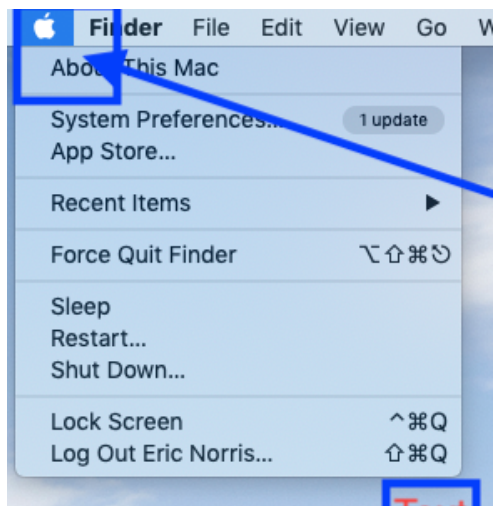 Finder File Edit View Go
About This Mac
System Preferences... 1 update
App Store...
Recent Items
Force Quit Finder ⌥⇧⌘⎋
Sleep
Restart...
Shut Down...
Lock Screen ^⌘Q
Log Out Eric Norris... ⇧⌘Q